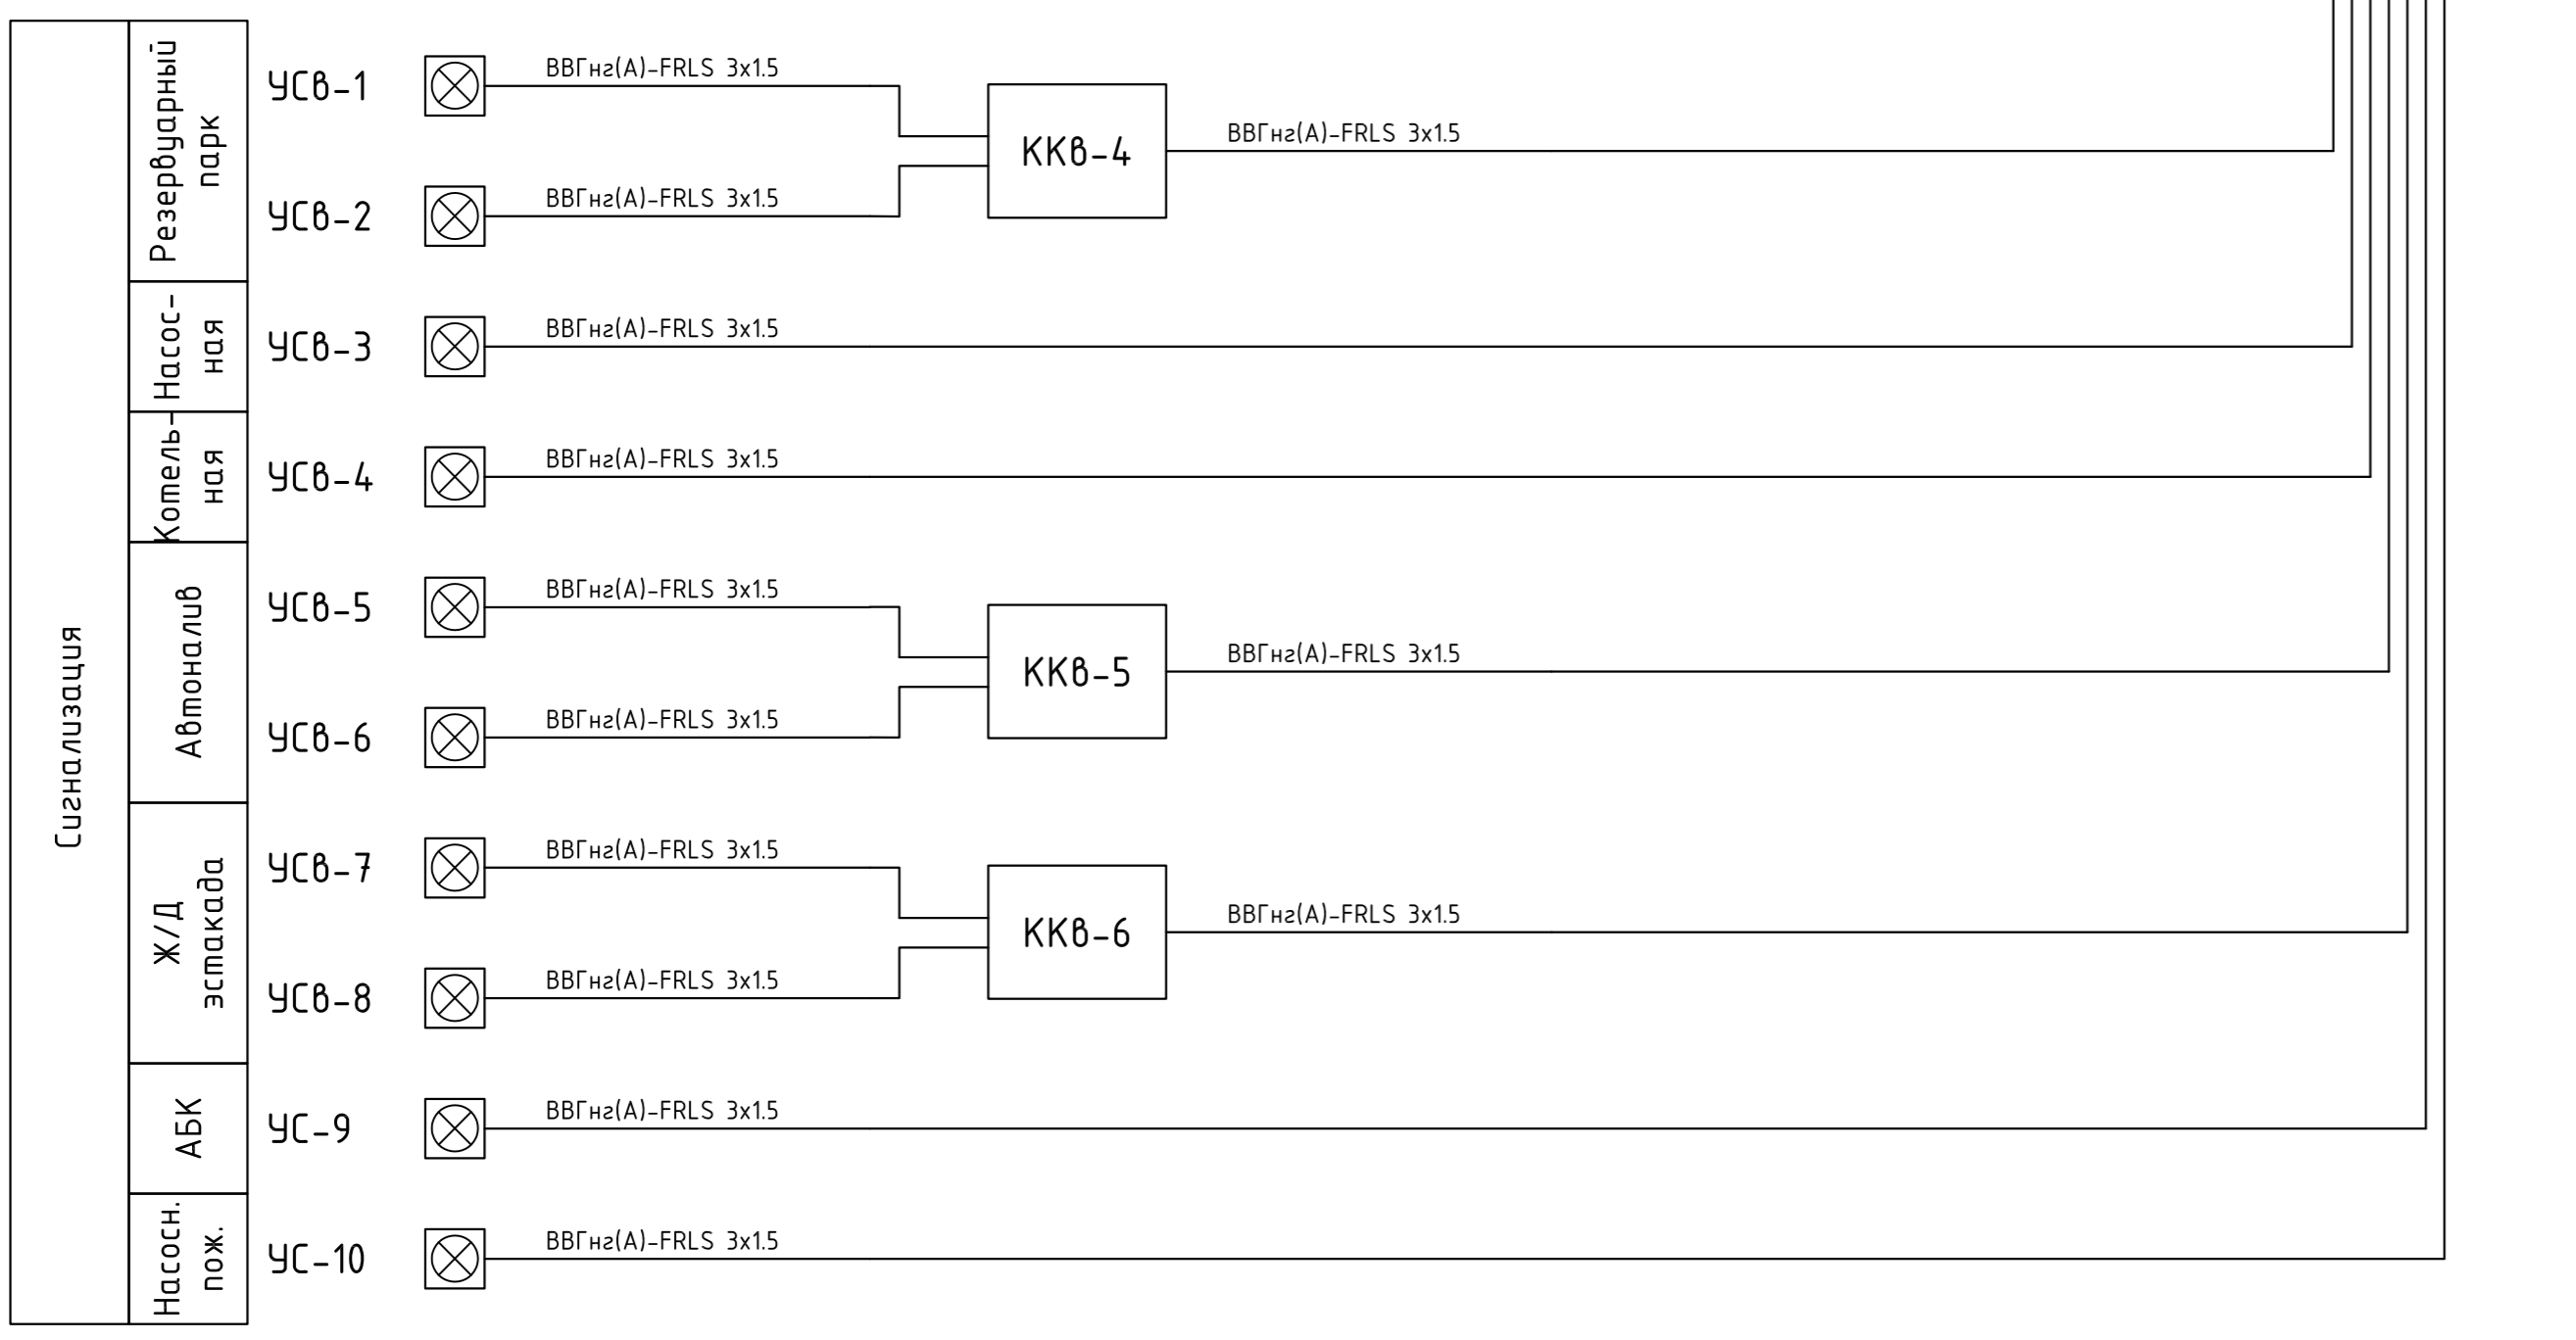 Сигнализация
Резервуарный
парк
УСв-1
ВВГнг(А)-FRLS 3х1.5
ККв-4
ВВГнг(А)-FRLS 3х1.5
УСв-2
ВВГнг(А)-FRLS 3х1.5
Насос-
ная
УСв-3
ВВГнг(А)-FRLS 3х1.5
Котель-
ная
УСв-4
ВВГнг(А)-FRLS 3х1.5
Автоналив
УСв-5
ВВГнг(А)-FRLS 3х1.5
ККв-5
ВВГнг(А)-FRLS 3х1.5
УСв-6
ВВГнг(А)-FRLS 3х1.5
Ж/Д
эстакада
УСв-7
ВВГнг(А)-FRLS 3х1.5
ККв-6
ВВГнг(А)-FRLS 3х1.5
УСв-8
ВВГнг(А)-FRLS 3х1.5
АБК
УС-9
ВВГнг(А)-FRLS 3х1.5
Насосн.
пож.
УС-10
ВВГнг(А)-FRLS 3х1.5